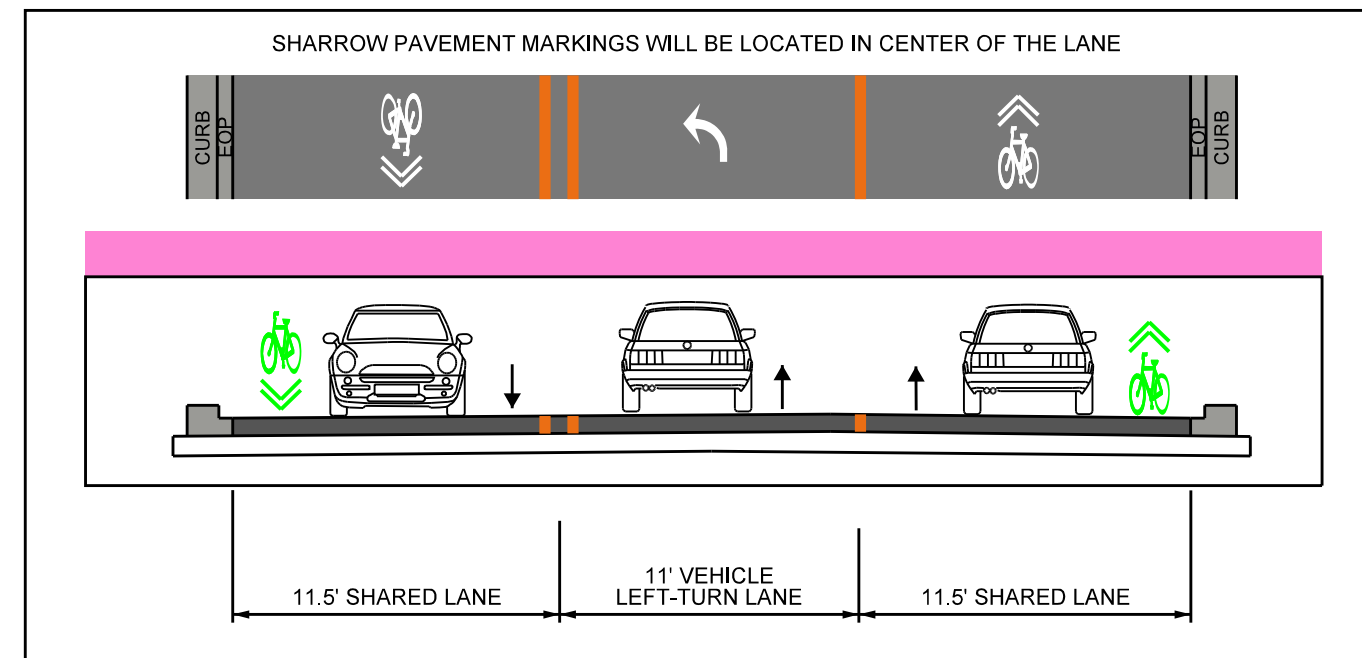 SHARROW PAVEMENT MARKINGS WILL BE LOCATED IN CENTER OF THE LANE
CURB
EOP
EOP
CURB
11.5' SHARED LANE
11' VEHICLE
LEFT-TURN LANE
11.5' SHARED LANE